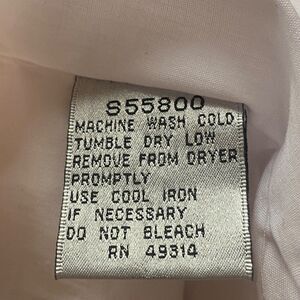 S55800
MACHINE WASH COLD
TUMBLE DRY LOW
REMOVE FROM DRYER
PROMPTLY
USE COOL IRON
IF NECESSARY
DO NOT BLEACH
RN 49314